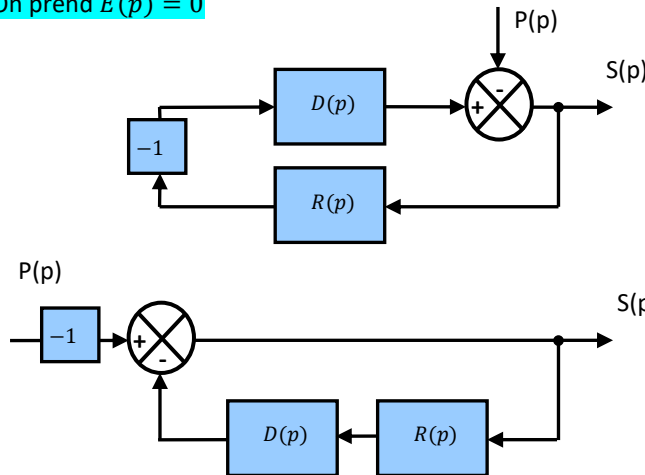 On prend E(p) = 0
P(p)
S(p)
D(p)
-
+
−1
R(p)
P(p)
S(p
−1
+
-
D(p)
R(p)